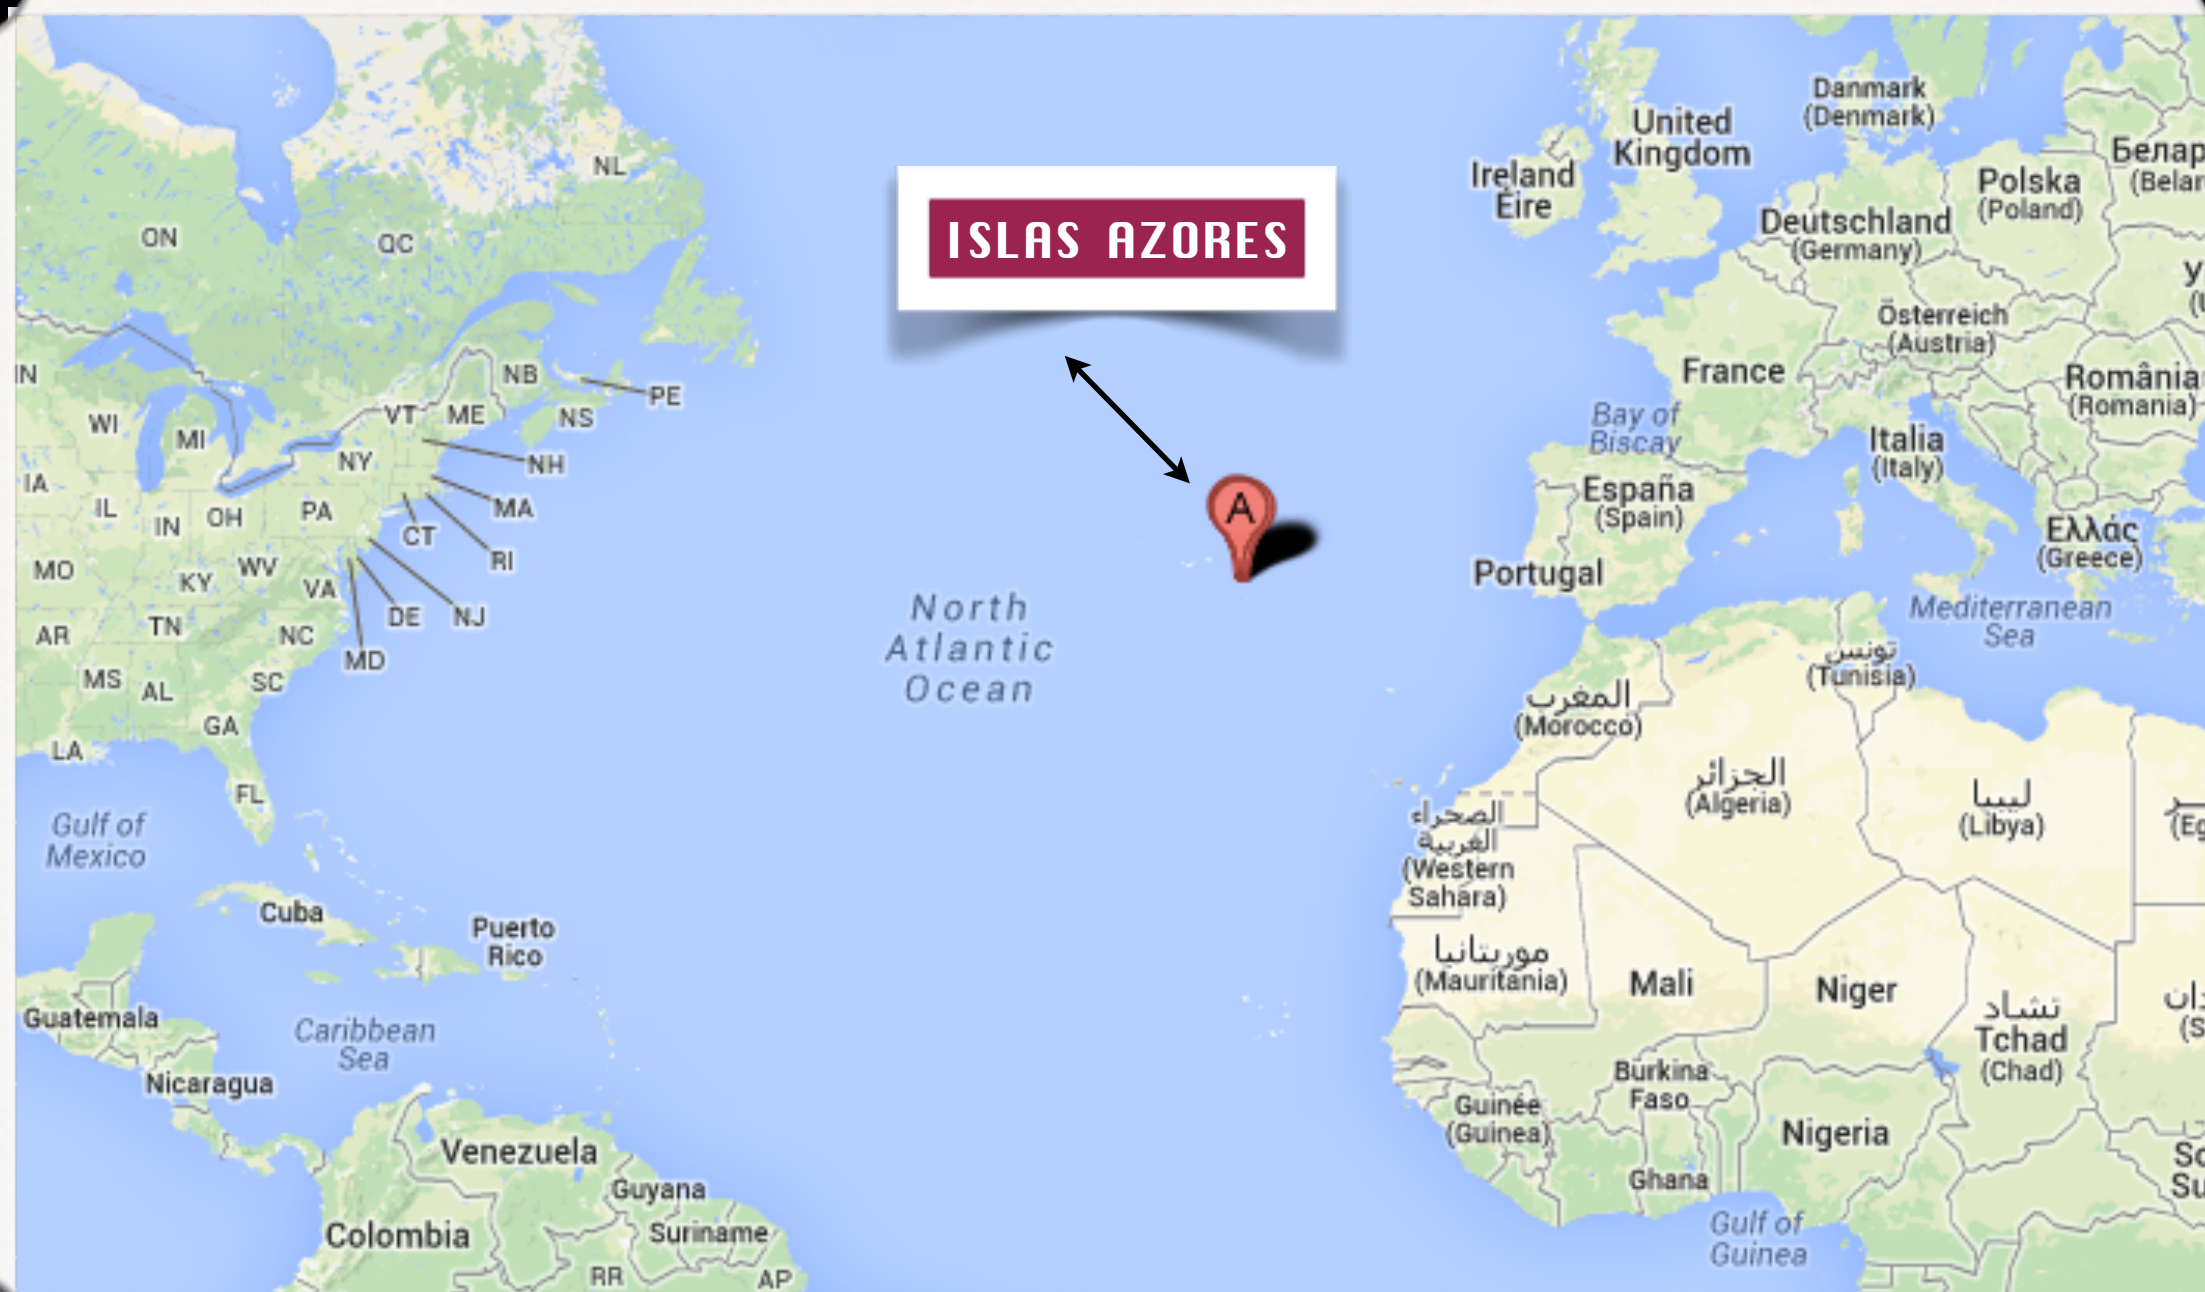 NL
Danmark
(Denmark)
United
Kingdom
Ireland
Éire
Polska
(Poland)
ISLAS AZORES
ON
QC
Deutschland
(Germany)
Österreich
(Austria)
IN
NB
PE
WI
MI
VT
ME
NS
France
România
(Romania)
Bay of
Biscay
Italia
(Italy)
NY
NH
IA
IL
IN
OH
PA
MA
A
España
(Spain)
CT
RI
Ελλάς
(Greece)
MO
KY
WV
VA
Portugal
DE
NJ
North
Atlantic
Ocean
Mediterranean
Sea
AR
TN
NC
MD
تونس
(Tunisia)
MS
AL
SC
المغرب
(Morocco)
GA
LA
FL
الجزائر
(Algeria)
ليبيا
(Libya)
Gulf of
Mexico
الصحراء
الغربية
(Western
Sahara)
Cuba
Puerto
Rico
موريتانيا
(Mauritania)
Mali
Niger
Guatemala
Caribbean
Sea
تشاد
Tchad
(Chad)
Nicaragua
Burkina
Faso
Guinée
(Guinea)
Nigeria
Venezuela
Guyana
Ghana
Colombia
Suriname
Gulf of
Guinea
RR
AP